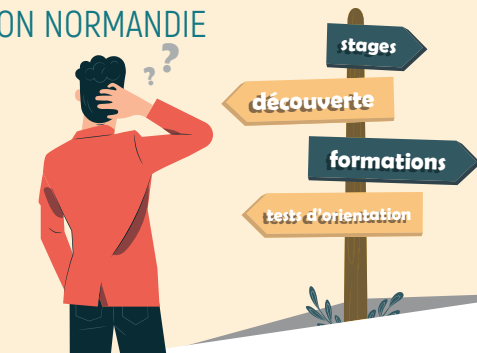 ON NORMANDIE
??
stages
découverte
formations
tests d'orientation